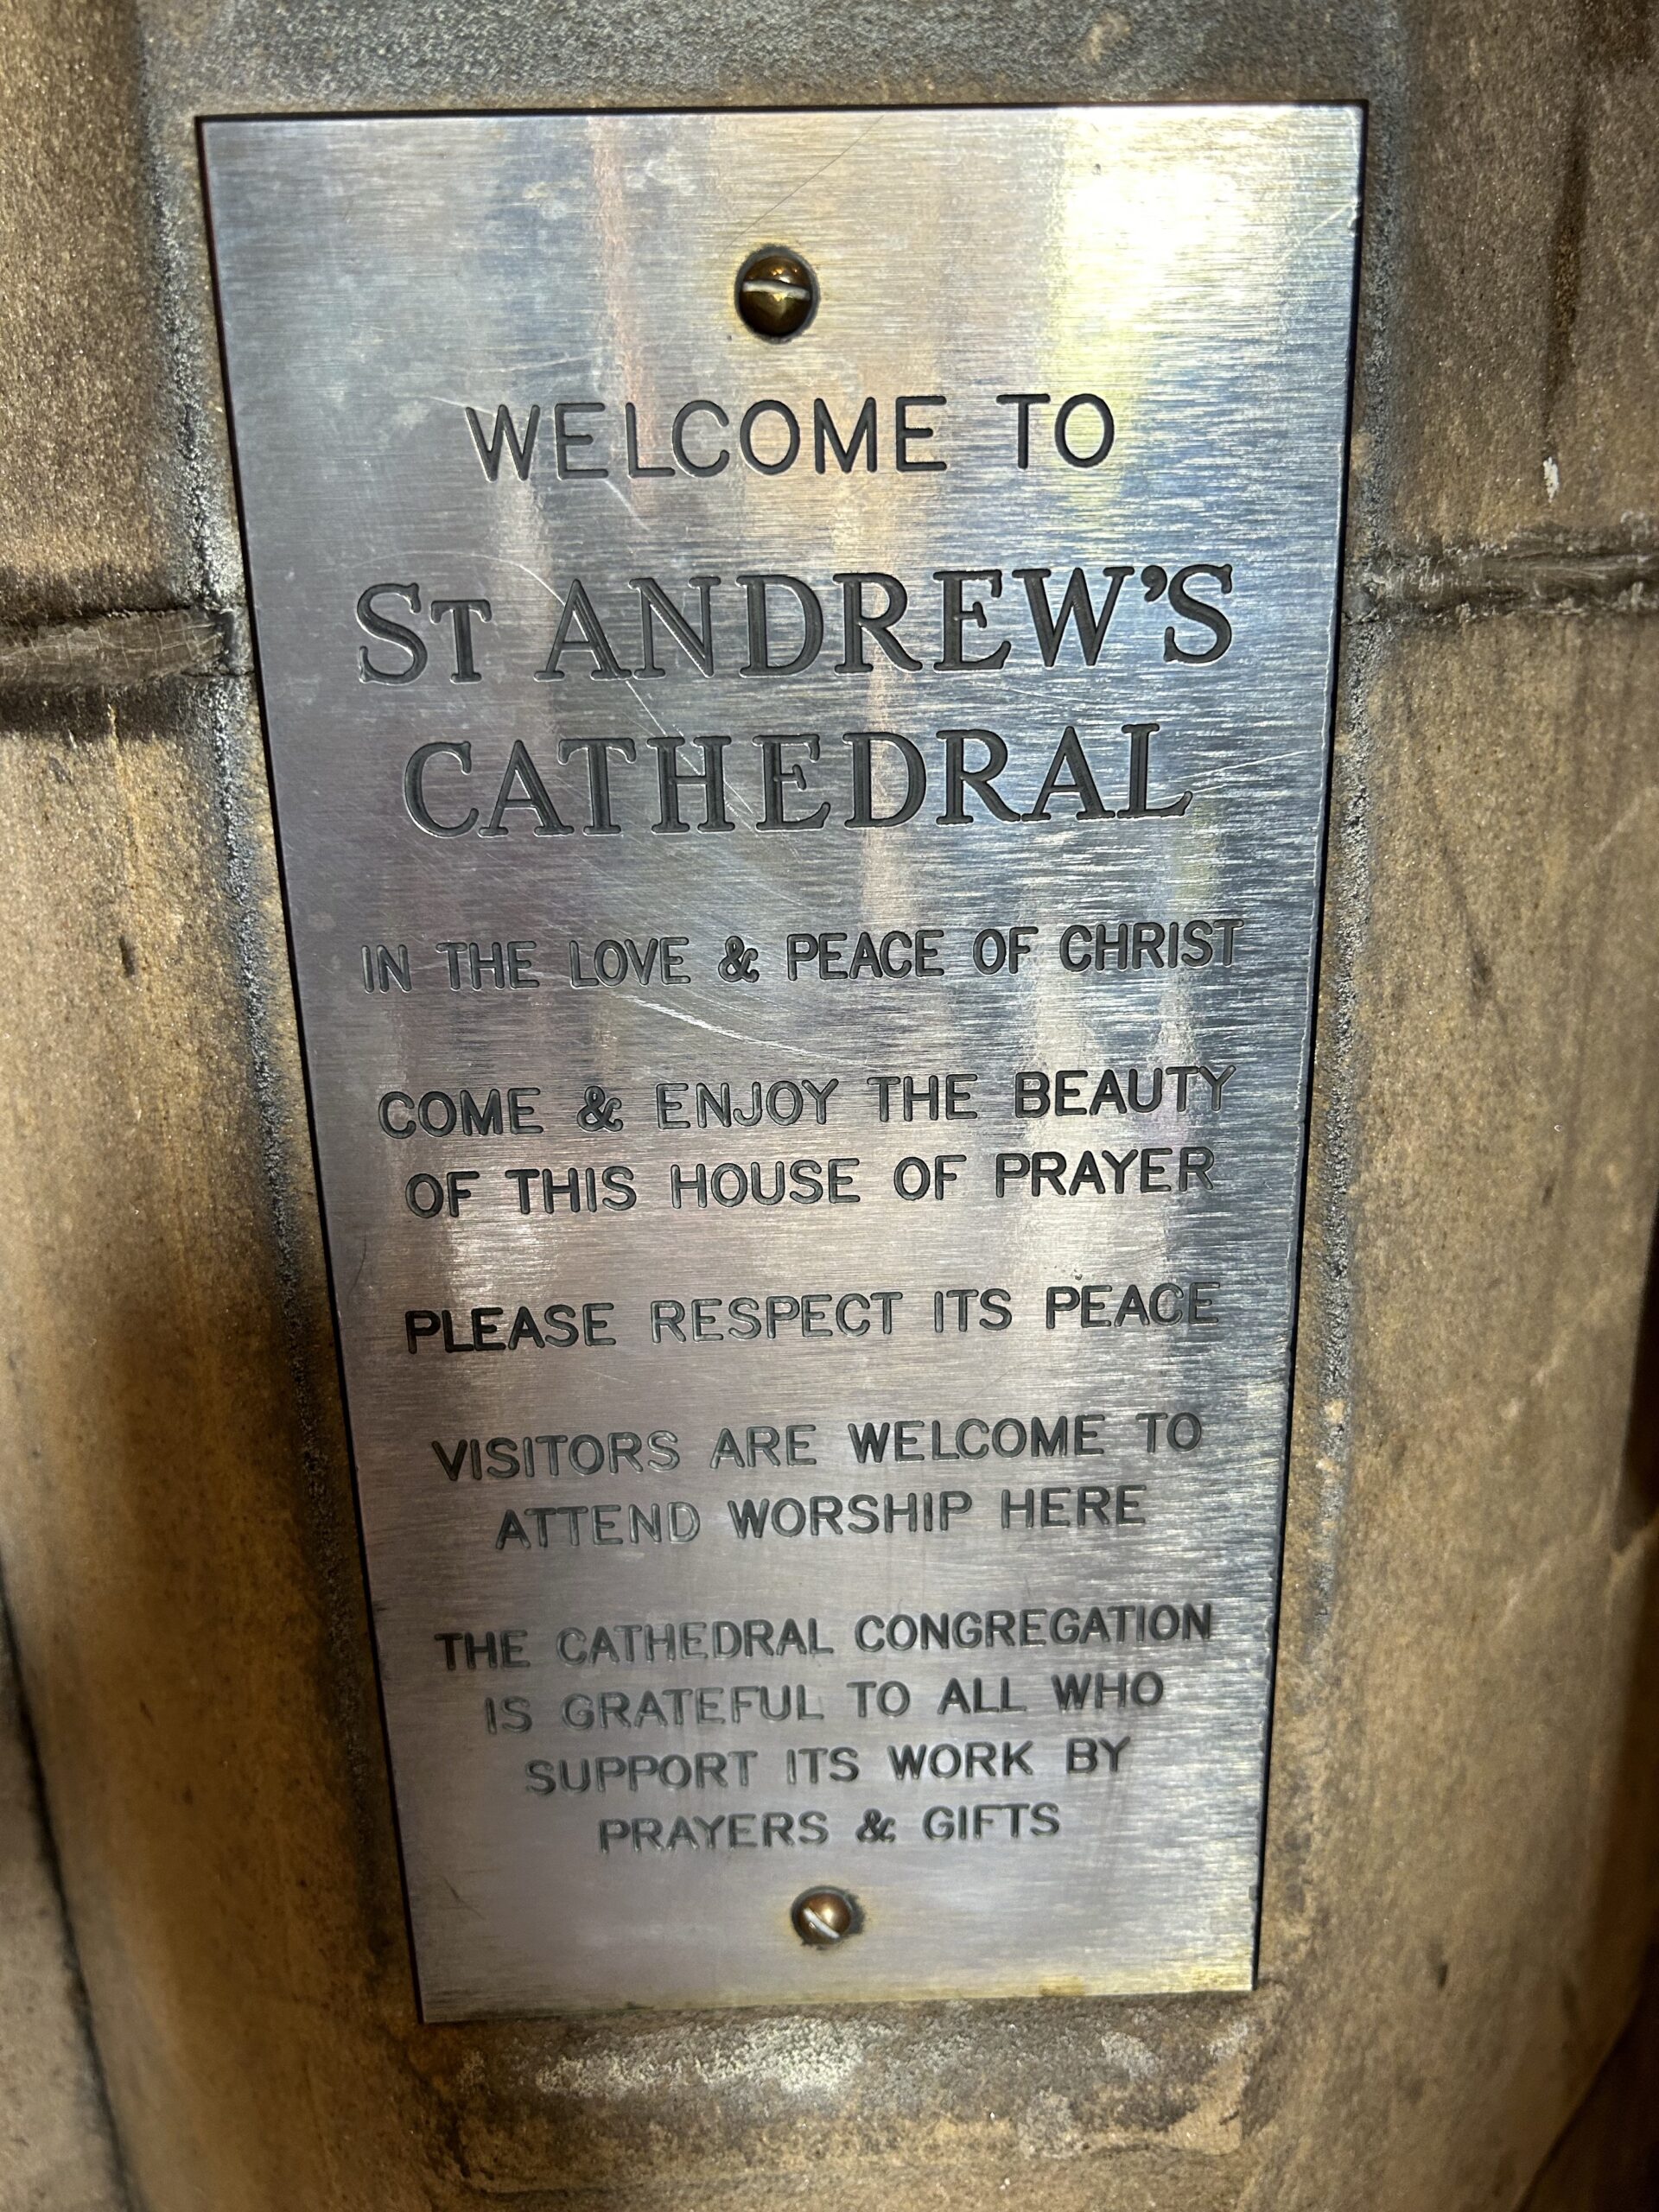 WELCOME TO
ST ANDREW'S
CATHEDRAL
IN THE LOVE & PEACE OF CHRIST
COME & ENJOY THE BEAUTY
OF THIS HOUSE OF PRAYER
PLEASE RESPECT ITS PEACE
VISITORS ARE WELCOME TO
ATTEND WORSHIP HERE
THE CATHEDRAL CONGREGATION
IS GRATEFUL TO ALL WHO
SUPPORT ITS WORK BY
PRAYERS & GIFTS